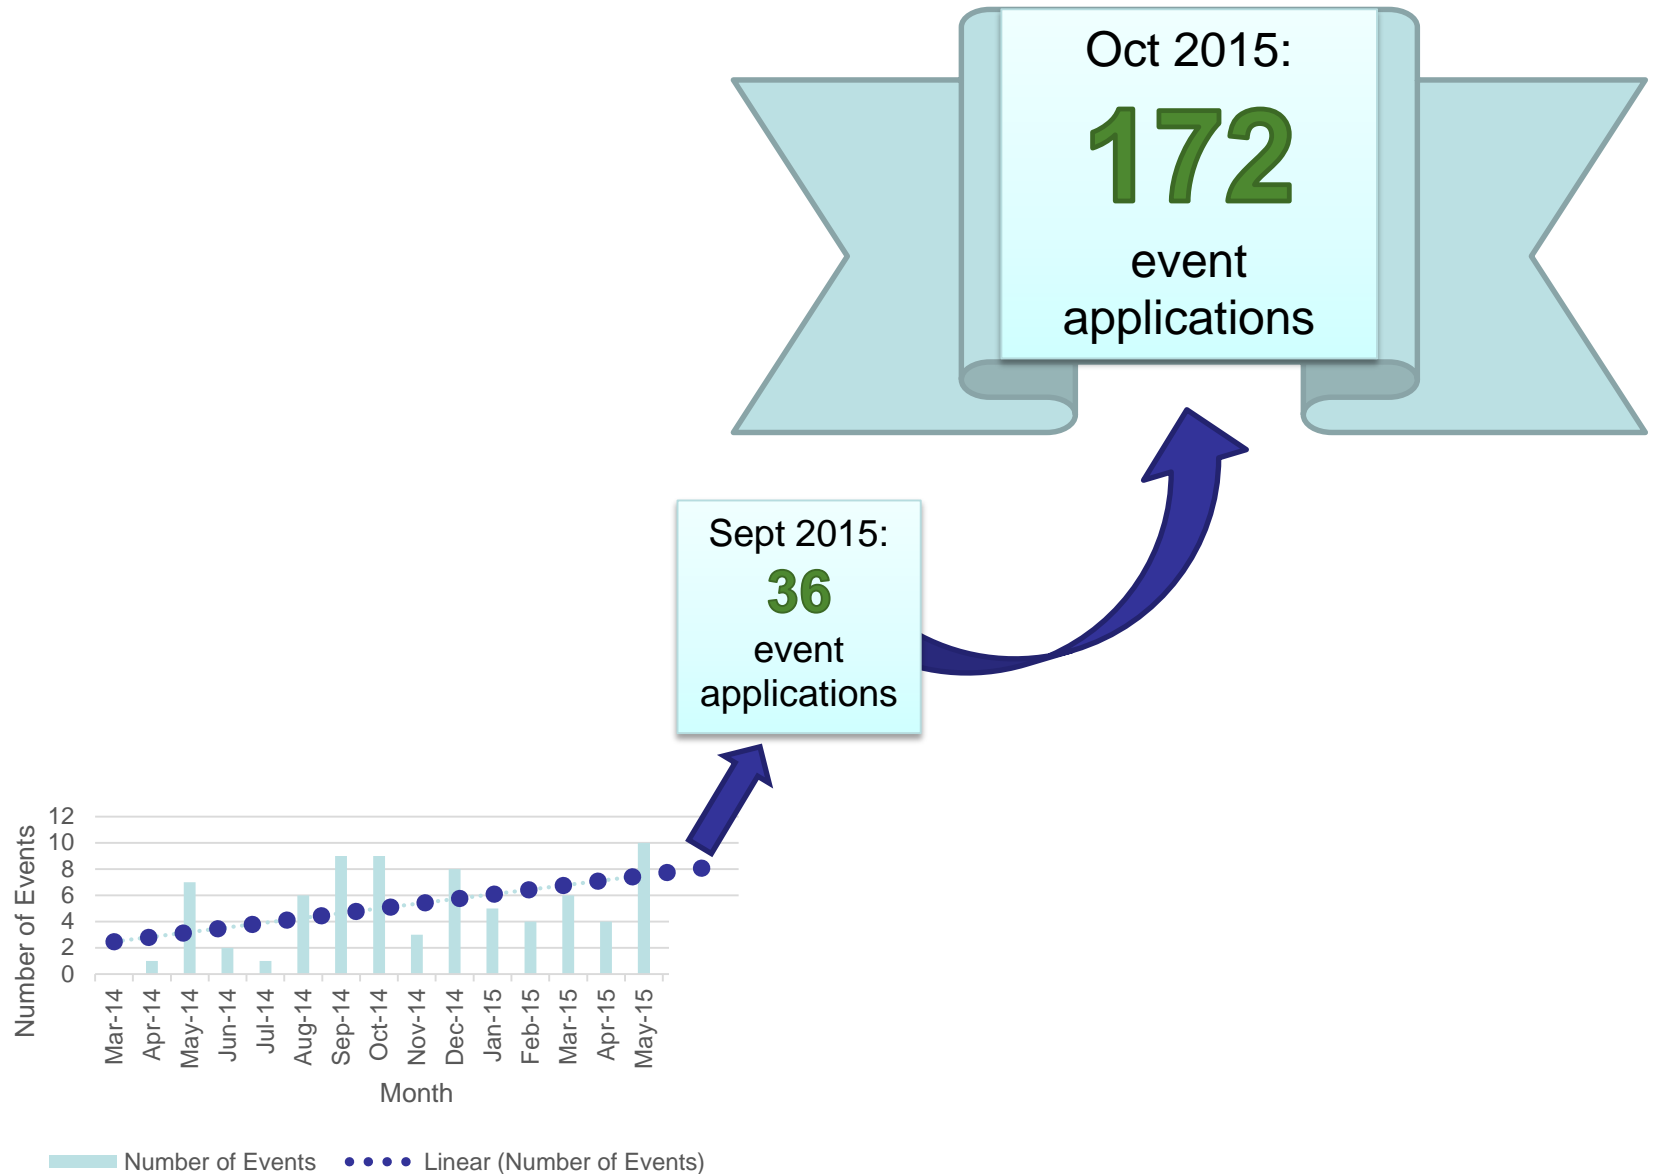 Oct 2015:
172
event
applications
Sept 2015:
36
event
applications
12
10
8
6
4
2
0
Number of Events
Mar-14
Apr-14
May-14
Jun-14
Jul-14
Aug-14
Sep-14
Oct-14
Nov-14
Dec-14
Jan-15
Feb-15
Mar-15
Apr-15
May-15
Month
Number of Events
Linear (Number of Events)